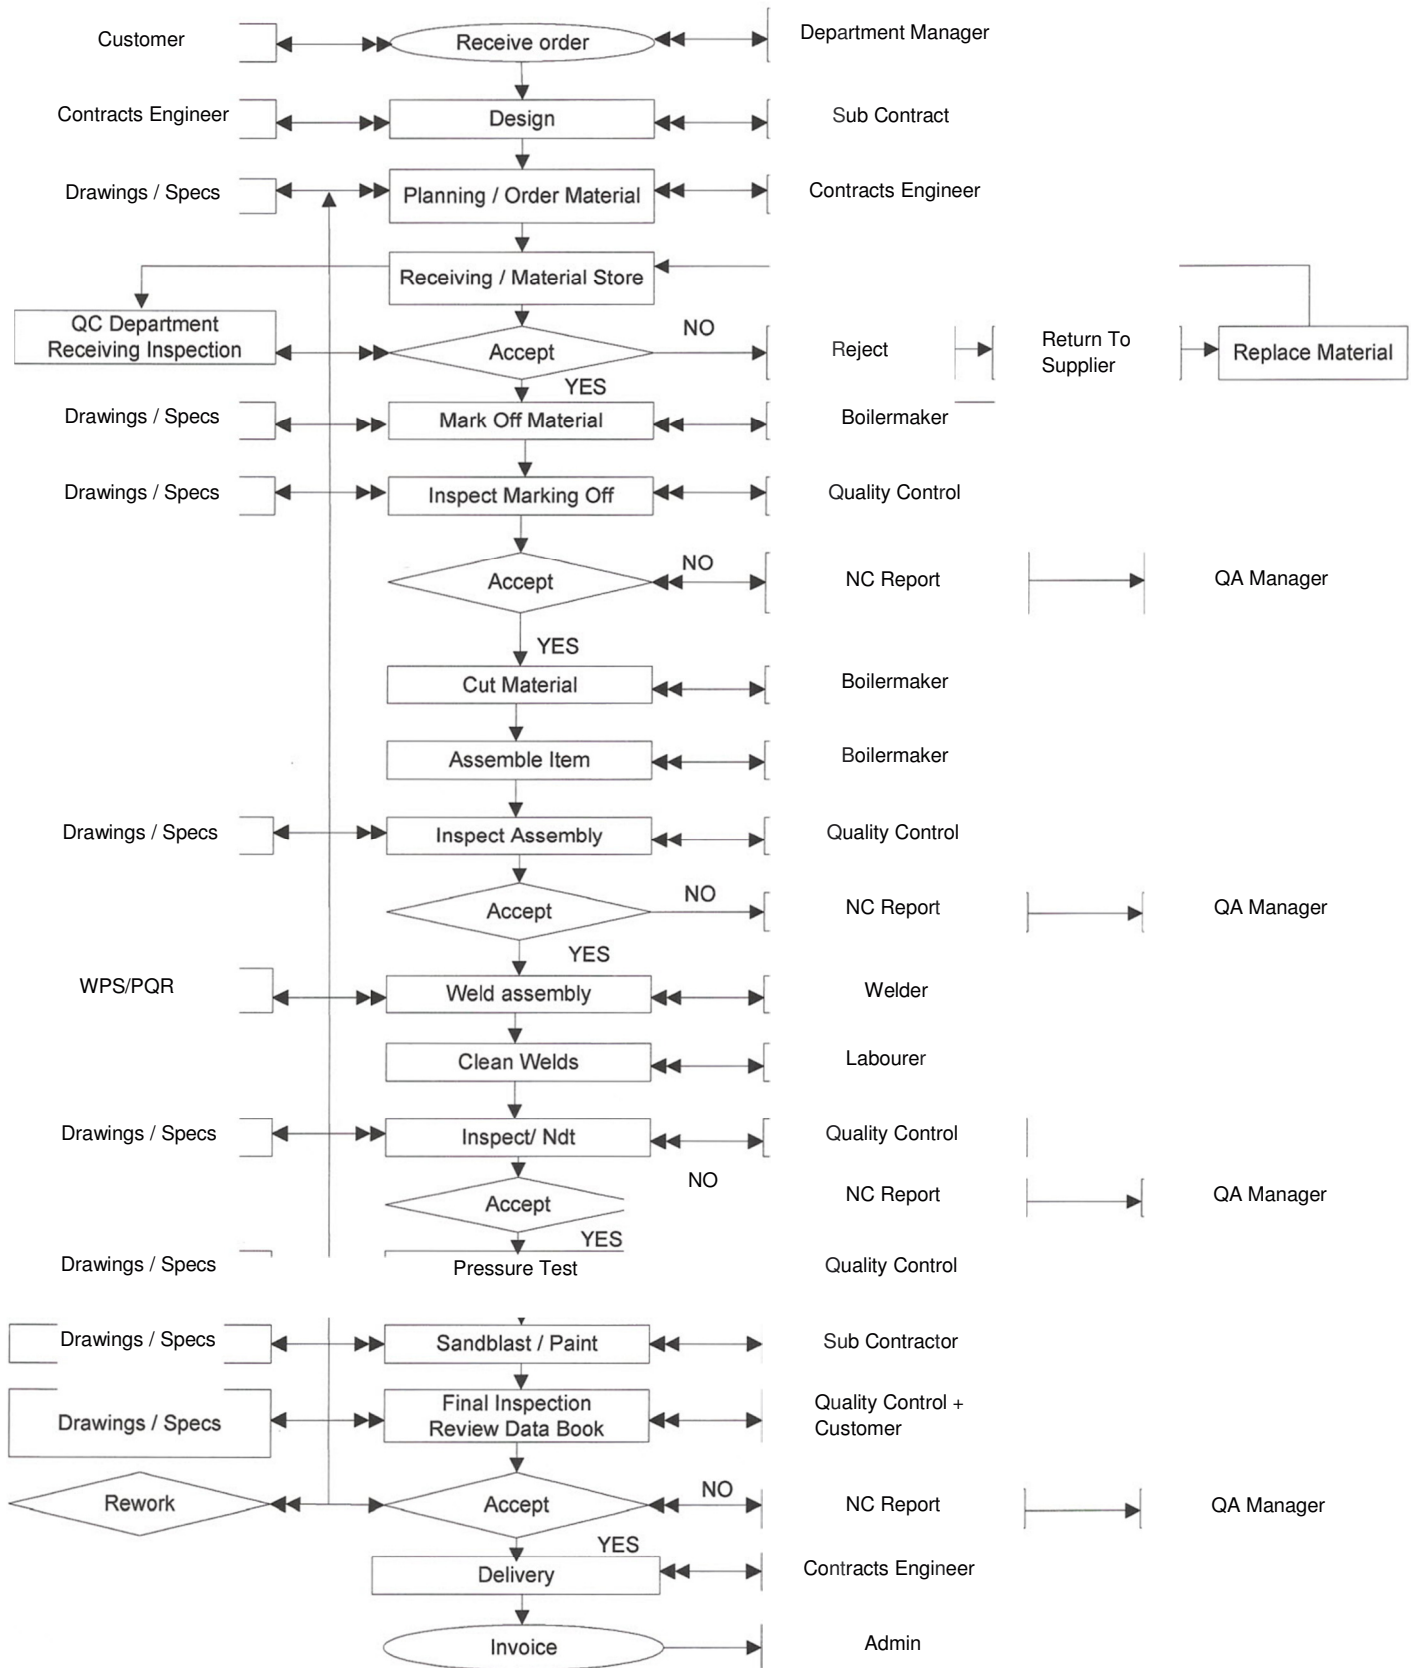 Customer
Receive order
Department Manager
Contracts Engineer
Design
Sub Contract
Drawings / Specs
Planning / Order Material
Contracts Engineer
Receiving / Material Store
QC Department
Receiving Inspection
Accept
NO
Reject
Return To
Supplier
Replace Material
YES
Drawings / Specs
Mark Off Material
Boilermaker
Drawings / Specs
Inspect Marking Off
Quality Control
Accept
NO
NC Report
QA Manager
YES
Cut Material
Boilermaker
Assemble Item
Boilermaker
Drawings / Specs
Inspect Assembly
Quality Control
Accept
NO
NC Report
QA Manager
YES
WPS/PQR
Weld assembly
Welder
Clean Welds
Labourer
Drawings / Specs
Inspect/ Ndt
Quality Control
Accept
NO
NC Report
QA Manager
YES
Drawings / Specs
Pressure Test
Quality Control
Drawings / Specs
Sandblast / Paint
Sub Contractor
Drawings / Specs
Final Inspection
Review Data Book
Quality Control +
Customer
Rework
Accept
NO
NC Report
QA Manager
YES
Delivery
Contracts Engineer
Invoice
Admin